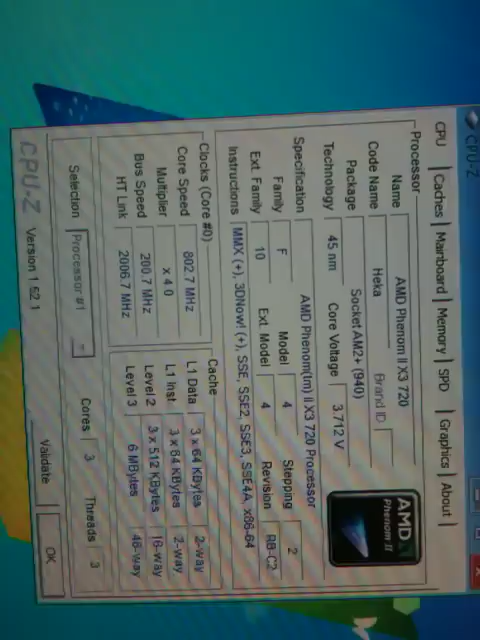 CPU-Z
CPU Caches Mainboard Memory SPD Graphics About
Processor
Name AMD Phenom II X3 720
Code Name Heka Brand ID
Package Socket AM2+ (940)
Technology 45 nm Core Voltage 3.712 V
AMD
Phenom II
Specification AMD Phenom(tm) II X3 720 Processor
Family F Model 4 Stepping 2
Ext. Family 10 Ext. Model 4 Revision RB-C2
Instructions MMX (+), 3DNow! (+), SSE, SSE2, SSE3, SSE4A, x86-64
Clocks (Core #0)
Core Speed 802.7 MHz
Multiplier x 4.0
Bus Speed 200.7 MHz
HT Link 2006.7 MHz
Cache
L1 Data 3 x 64 KBytes 2-way
L1 Inst. 3 x 64 KBytes 2-way
Level 2 3 x 512 KBytes 16-way
Level 3 6 MBytes 48-way
Selection Processor #1 Cores 3 Threads 3
CPU-Z Version 1.52.1 Validate OK